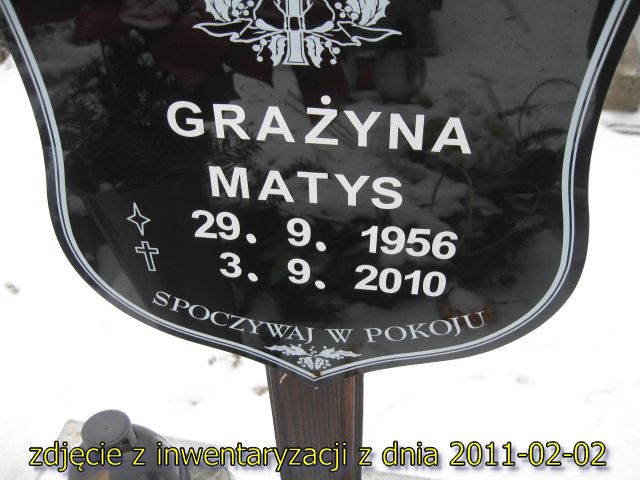 GRAŻYNA
MATYS
29. 9. 1956
3. 9. 2010
SPOCZYWAJ W POKOJU
zdjęcie z inwentaryzacji z dnia 2011-02-02